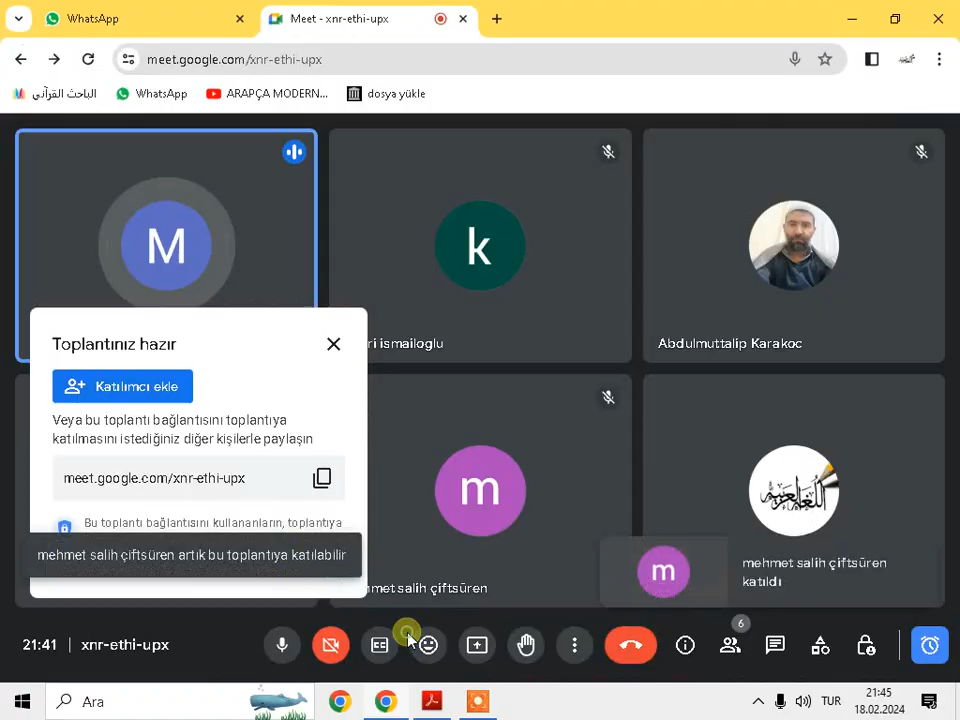 WhatsApp
Meet - xnr-ethi-upx
meet.google.com/xnr-ethi-upx
الباحث القرآني
WhatsApp
ARAPÇA MODERN...
dosya yükle
M
k
ri ismailoglu
Abdulmuttalip Karakoc
Toplantınız hazır
Katılımcı ekle
Veya bu toplantı bağlantısını toplantıya
katılmasını istediğiniz diğer kişilerle paylaşın
meet.google.com/xnr-ethi-upx
Bu toplantı bağlantısını kullananların, toplantıya
mehmet salih çiftsüren artık bu toplantıya katılabilir
m
met salih çiftsüren
اللغة العربية
m
mehmet salih çiftsüren
katıldı
21:41
xnr-ethi-upx
6
Ara
TUR
21:45
18.02.2024